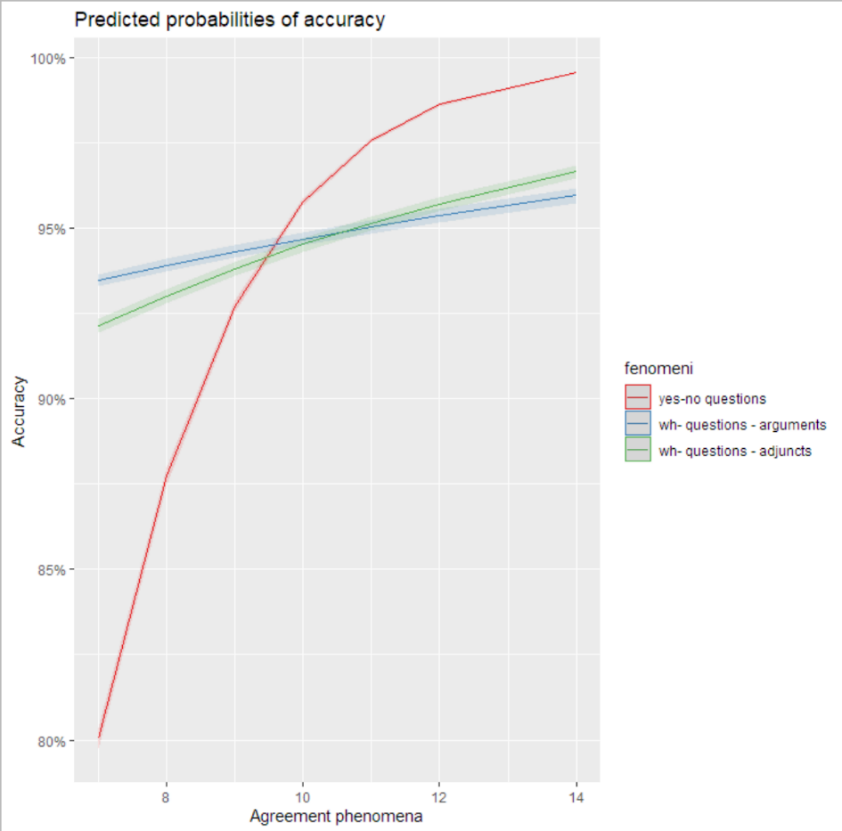 Predicted probabilities of accuracy
100%
95%
90%
85%
80%
Accuracy
8
10
12
14
Agreement phenomena
fenomeni
yes-no questions
wh- questions - arguments
wh- questions - adjuncts